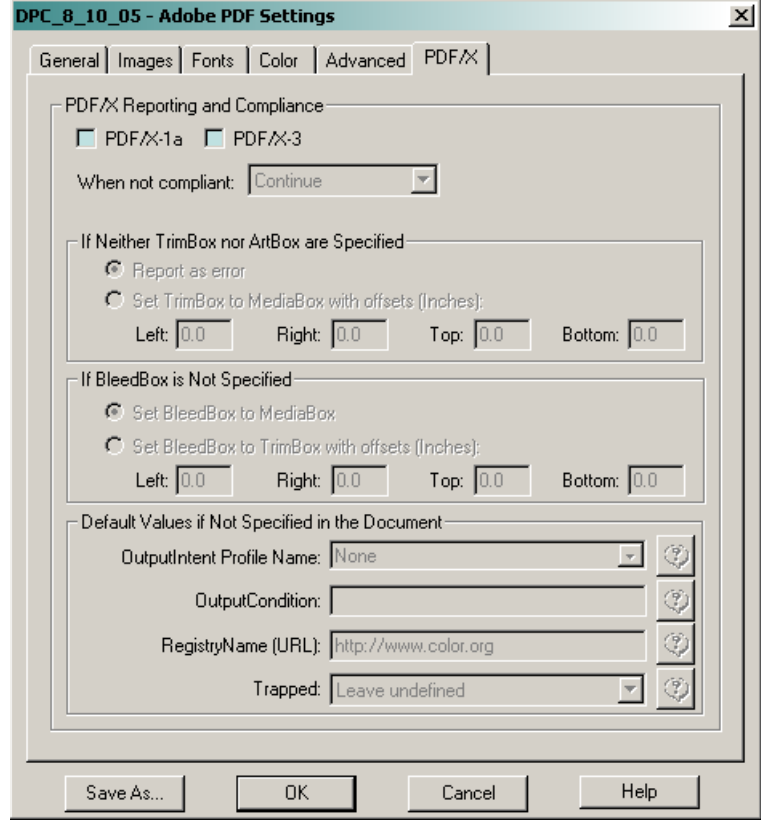 DPC_8_10_05 - Adobe PDF Settings
General Images Fonts Color Advanced PDF/X
PDF/X Reporting and Compliance
PDF/X-1a PDF/X-3
When not compliant: Continue
If Neither TrimBox nor ArtBox are Specified
Report as error
Set TrimBox to MediaBox with offsets (Inches):
Left: 0.0 Right: 0.0 Top: 0.0 Bottom: 0.0
If BleedBox is Not Specified
Set BleedBox to MediaBox
Set BleedBox to TrimBox with offsets (Inches):
Left: 0.0 Right: 0.0 Top: 0.0 Bottom: 0.0
Default Values if Not Specified in the Document
OutputIntent Profile Name: None
OutputCondition:
RegistryName (URL): http://www.color.org
Trapped: Leave undefined
Save As... OK Cancel Help